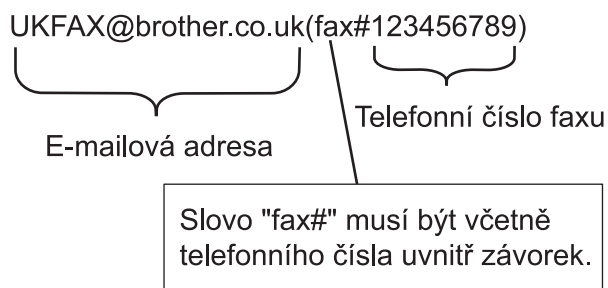 UKFAX@brother.co.uk(fax#123456789)
Telefonní číslo faxu
E-mailová adresa
Slovo "fax#" musí být včetně
telefonního čísla uvnitř závorek.